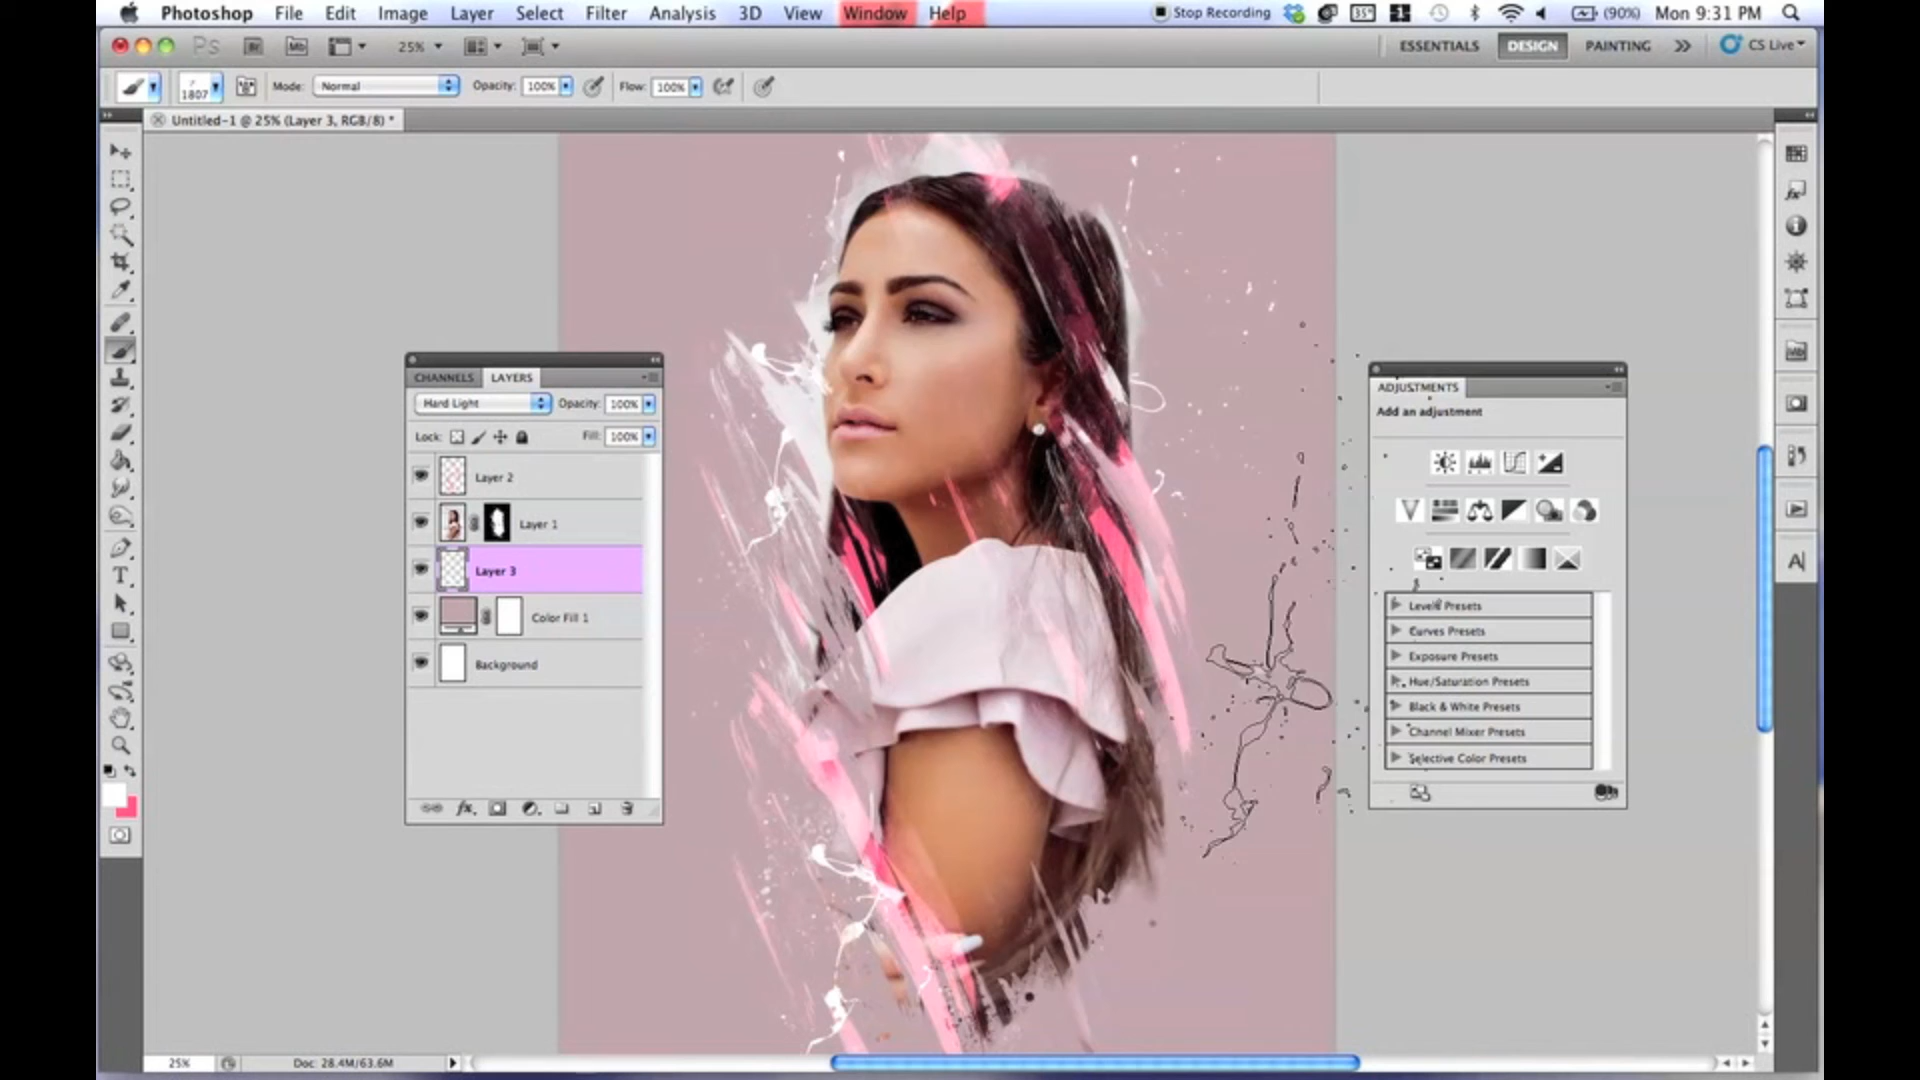 Photoshop File Edit Image Layer Select Filter Analysis 3D View Window Help Stop Recording 35° (90%) Mon 9:31 PM
Ps Br Mb 25% ESSENTIALS DESIGN PAINTING CS Live
1807 Mode: Normal Opacity: 100% Flow: 100%
Untitled-1 @ 25% (Layer 3, RGB/8) *
CHANNELS LAYERS
Hard Light Opacity: 100%
Lock: Fill: 100%
Layer 2
Layer 1
Layer 3
Color Fill 1
Background
ADJUSTMENTS
Add an adjustment
Levels Presets
Curves Presets
Exposure Presets
Hue/Saturation Presets
Black & White Presets
Channel Mixer Presets
Selective Color Presets
25% Doc: 28.4M/63.6M